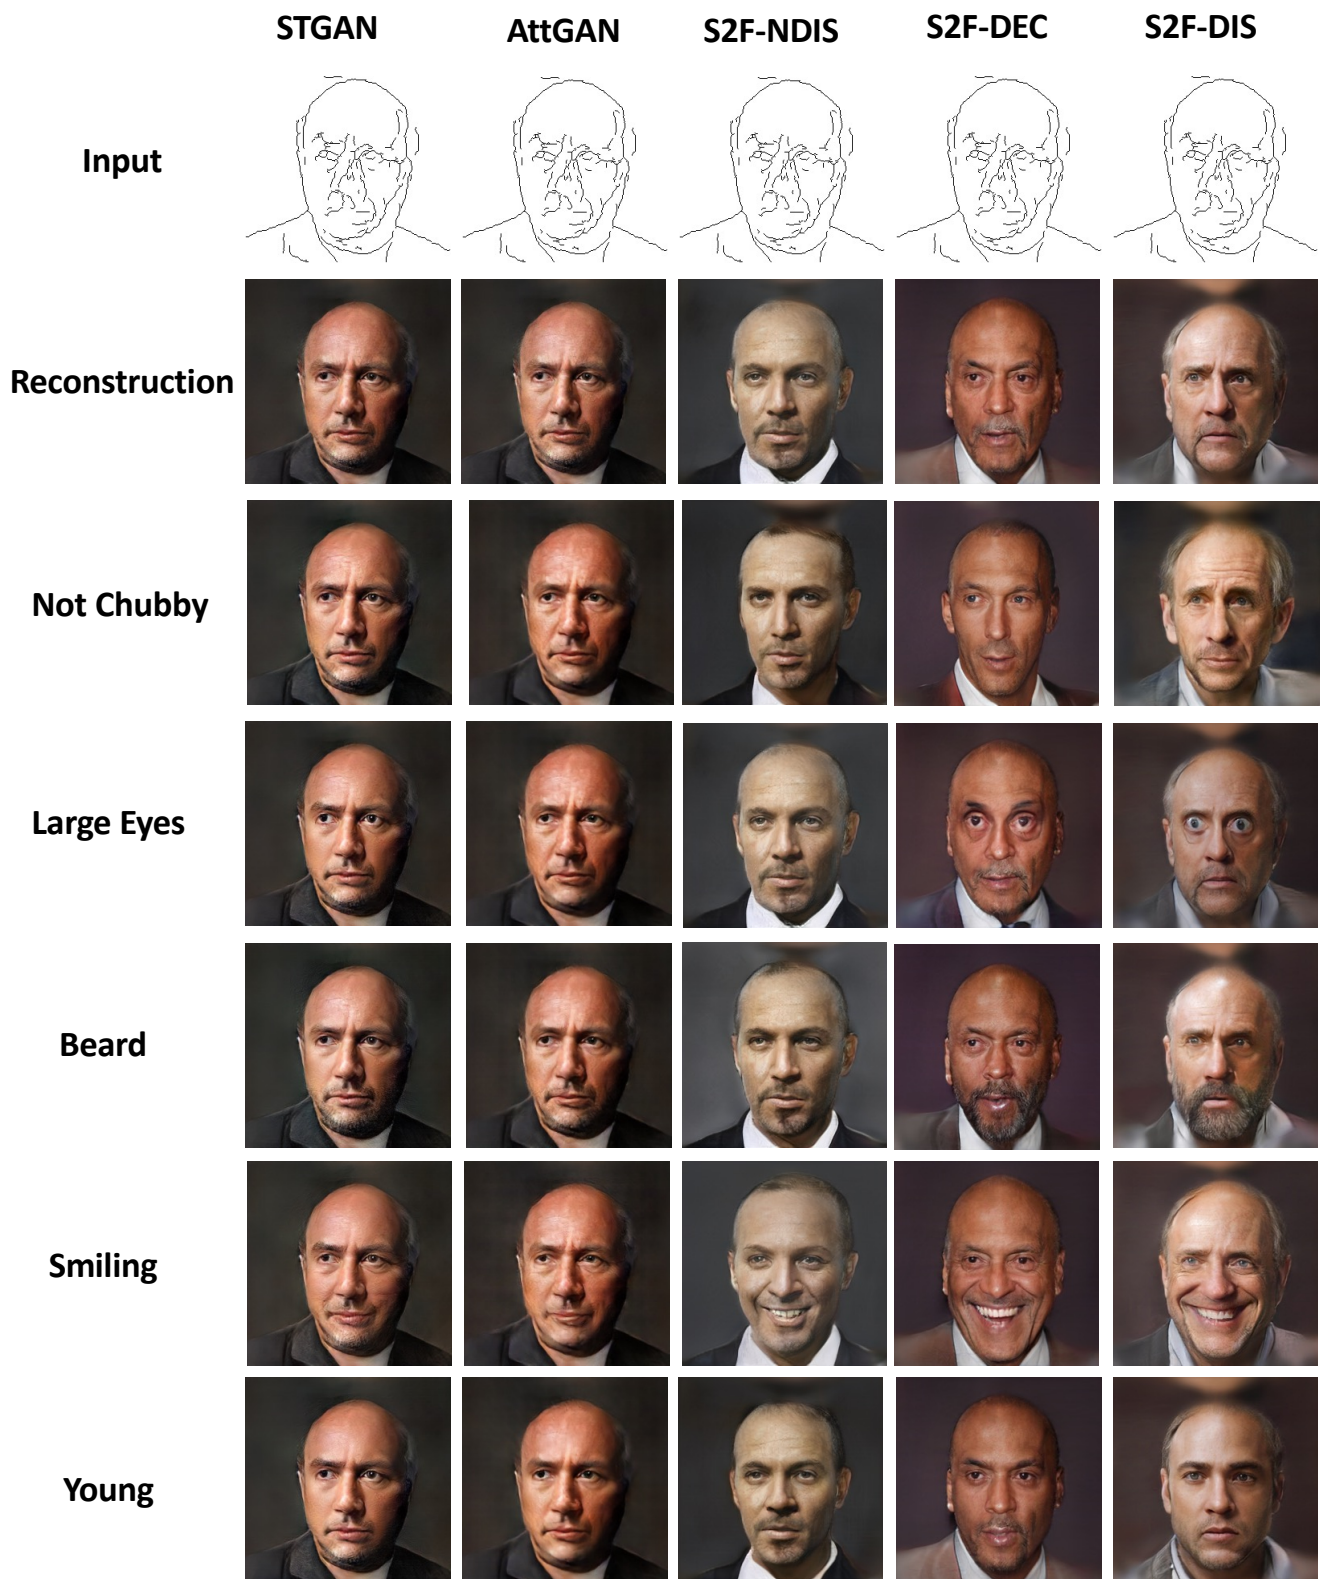 STGAN AttGAN S2F-NDIS S2F-DEC S2F-DIS
Input
Reconstruction
Not Chubby
Large Eyes
Beard
Smiling
Young